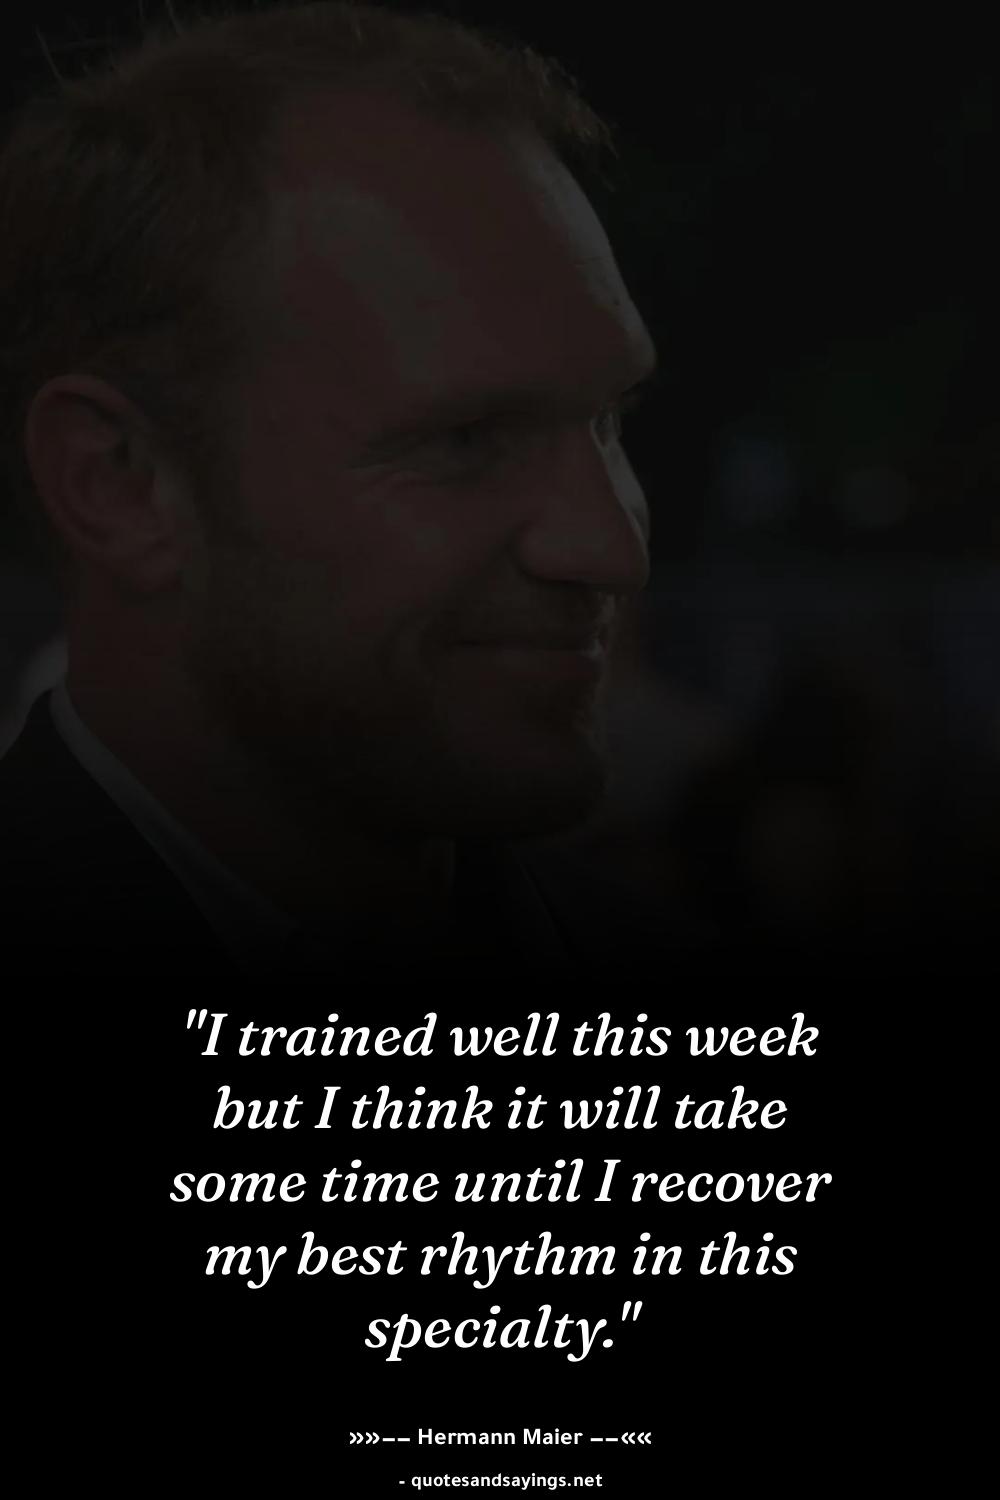 "I trained well this week
but I think it will take
some time until I recover
my best rhythm in this
specialty."
»»–– Hermann Maier ––««
- quotesandsayings.net